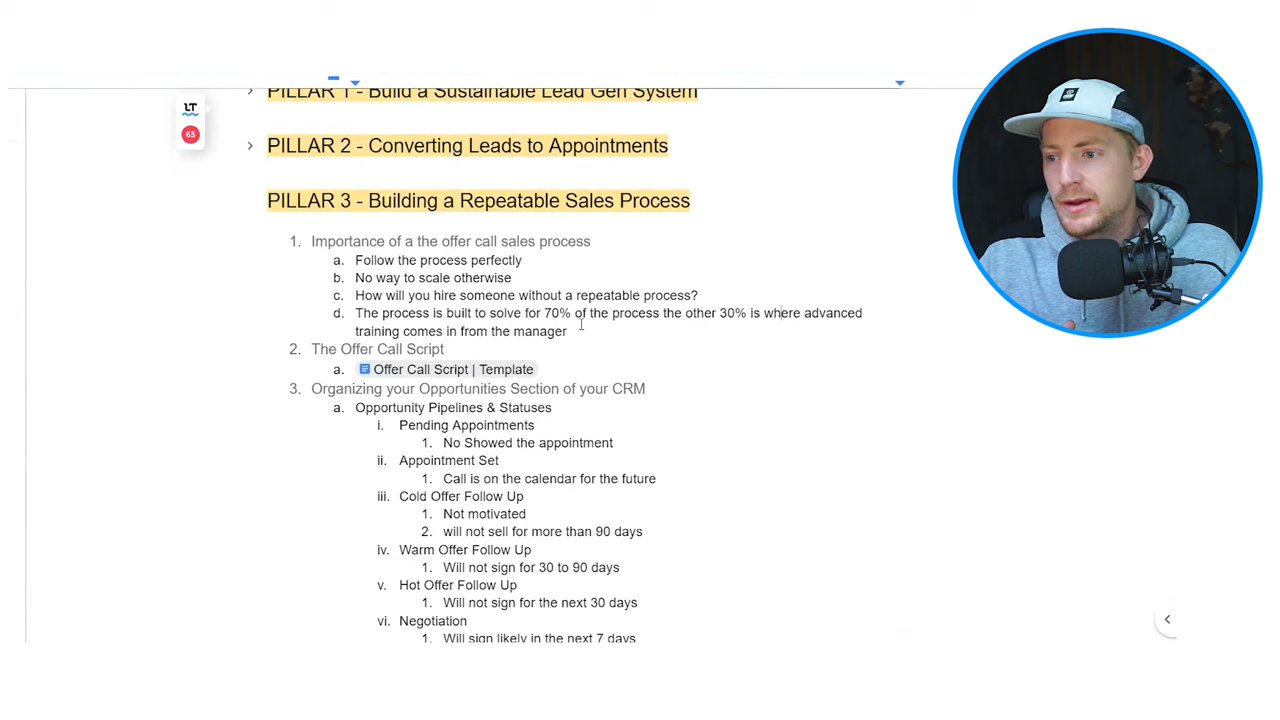 PILLAR 1 - Build a Sustainable Lead Gen System
LT
65
PILLAR 2 - Converting Leads to Appointments
PILLAR 3 - Building a Repeatable Sales Process
1. Importance of a the offer call sales process
a. Follow the process perfectly
b. No way to scale otherwise
c. How will you hire someone without a repeatable process?
d. The process is built to solve for 70% of the process the other 30% is where advanced
training comes in from the manager
2. The Offer Call Script
a. Offer Call Script | Template
3. Organizing your Opportunities Section of your CRM
a. Opportunity Pipelines & Statuses
i. Pending Appointments
1. No Showed the appointment
ii. Appointment Set
1. Call is on the calendar for the future
iii. Cold Offer Follow Up
1. Not motivated
2. will not sell for more than 90 days
iv. Warm Offer Follow Up
1. Will not sign for 30 to 90 days
v. Hot Offer Follow Up
1. Will not sign for the next 30 days
vi. Negotiation
1. Will sign likely in the next 7 days